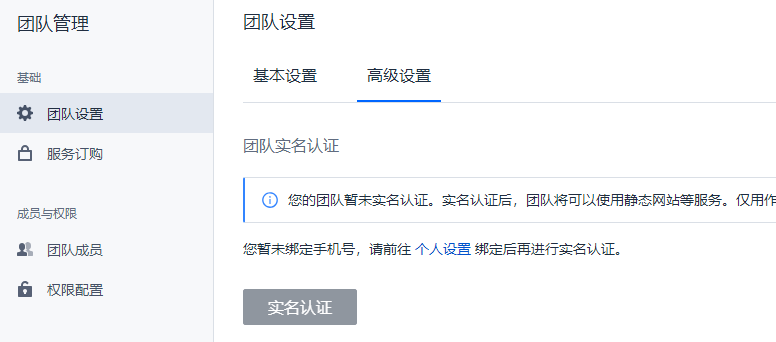 团队管理
基础
团队设置
服务订购
成员与权限
团队成员
权限配置
团队设置
基本设置
高级设置
团队实名认证
您的团队暂未实名认证。实名认证后，团队将可以使用静态网站等服务。仅用作
您暂未绑定手机号，请前往 个人设置 绑定后再进行实名认证。
实名认证